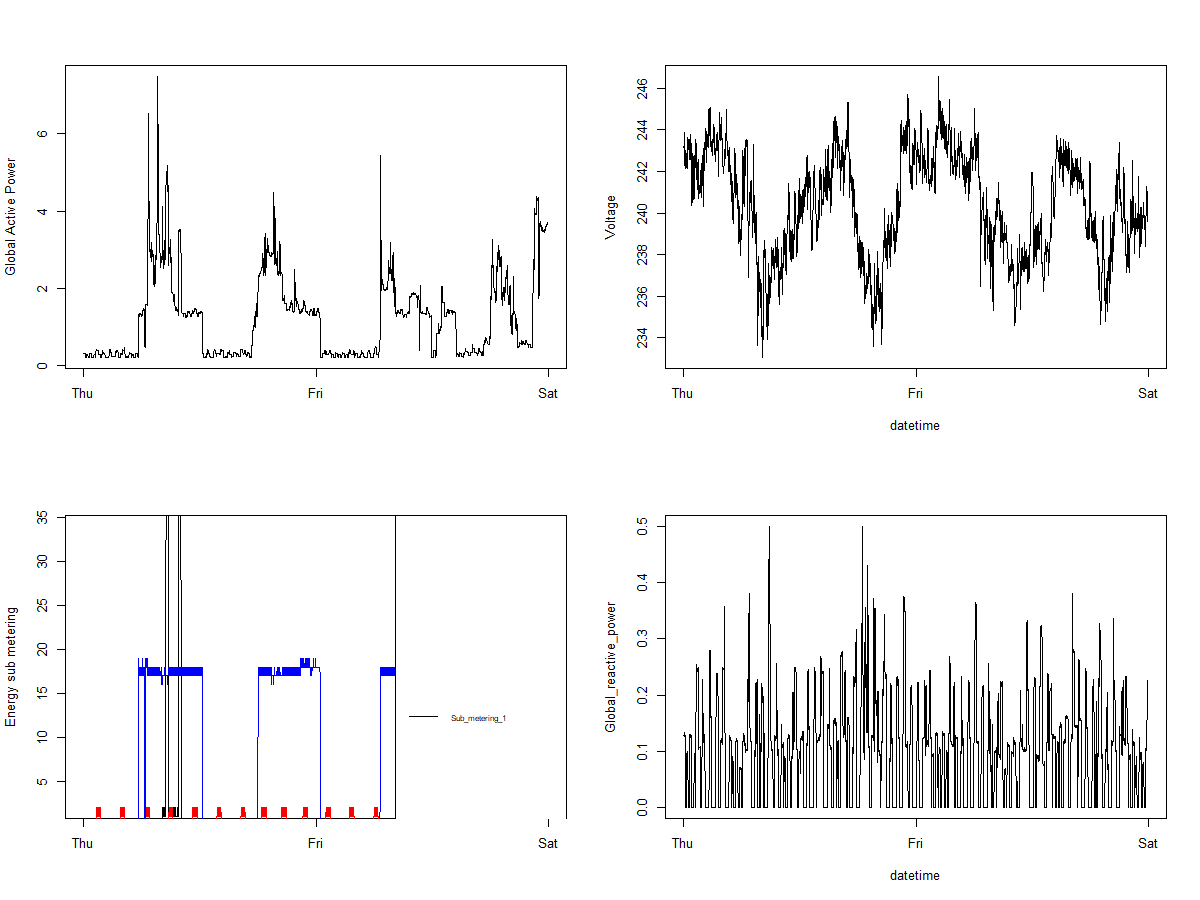 Global Active Power
6
4
2
0
Thu Fri Sat
Voltage
246
244
242
240
238
236
234
Thu Fri Sat
datetime
Energy sub metering
35
30
25
20
15
10
5
Sub_metering_1
Thu Fri Sat
Global_reactive_power
0.5
0.4
0.3
0.2
0.1
0.0
Thu Fri Sat
datetime